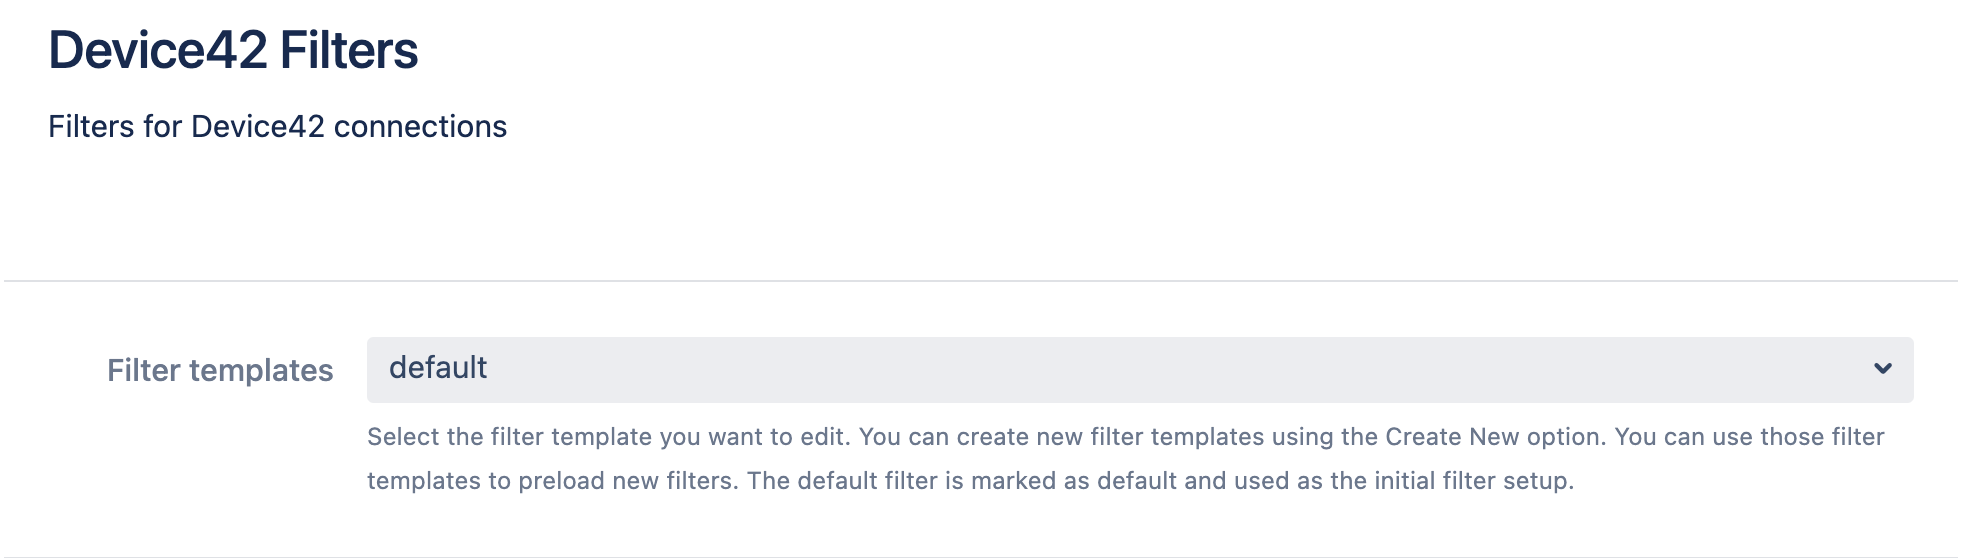 Device42 Filters
Filters for Device42 connections
Filter templates
default
Select the filter template you want to edit. You can create new filter templates using the Create New option. You can use those filter
templates to preload new filters. The default filter is marked as default and used as the initial filter setup.